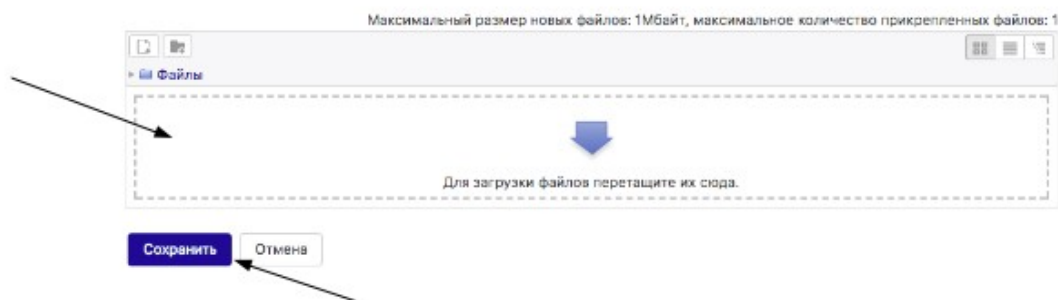 Максимальный размер новых файлов: 1Мбайт, максимальное количество прикрепленных файлов: 1
Файлы
Для загрузки файлов перетащите их сюда.
Сохранить Отмена